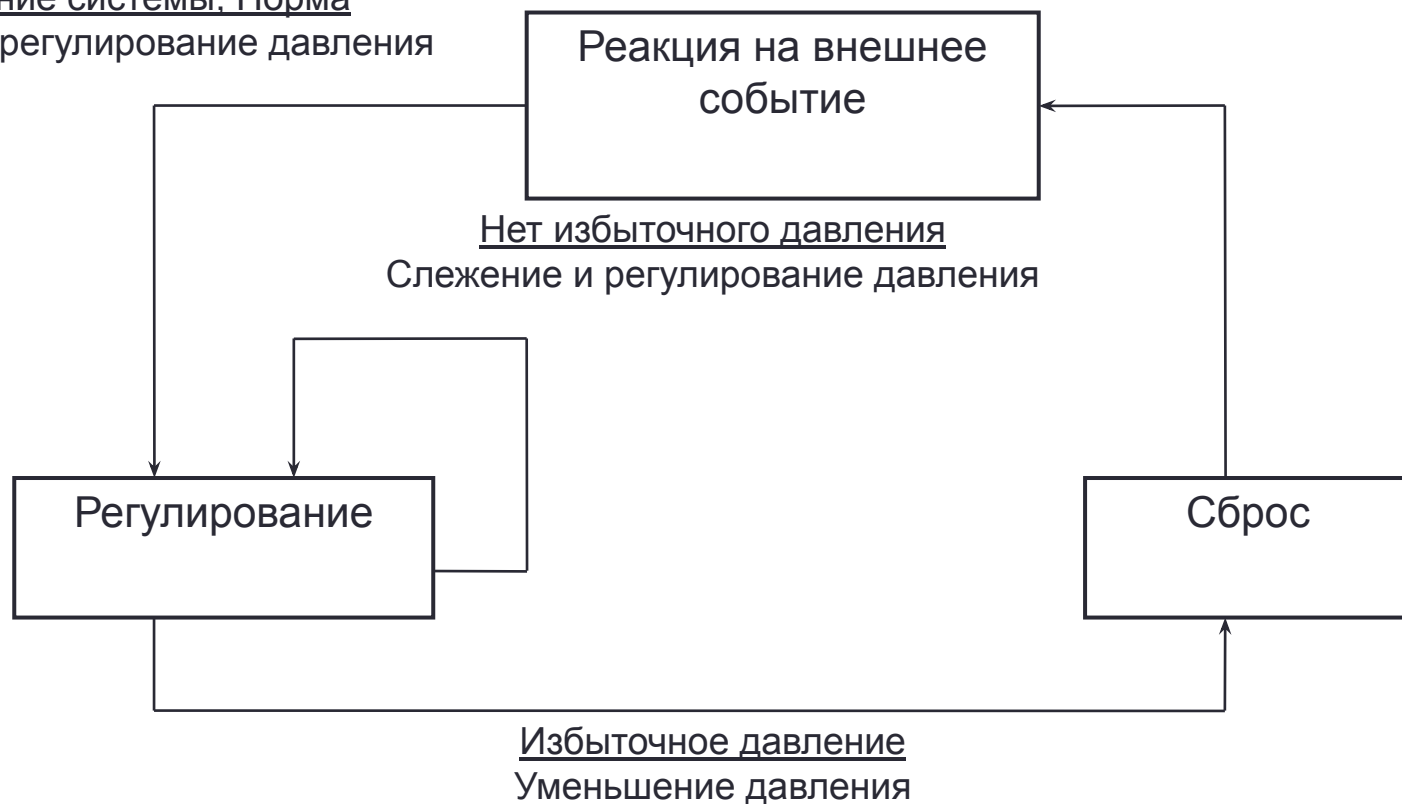 системы, Норма
регулирование давления
Реакция на внешнее
событие
Нет избыточного давления
Слежение и регулирование давления
Регулирование
Сброс
Избыточное давление
Уменьшение давления